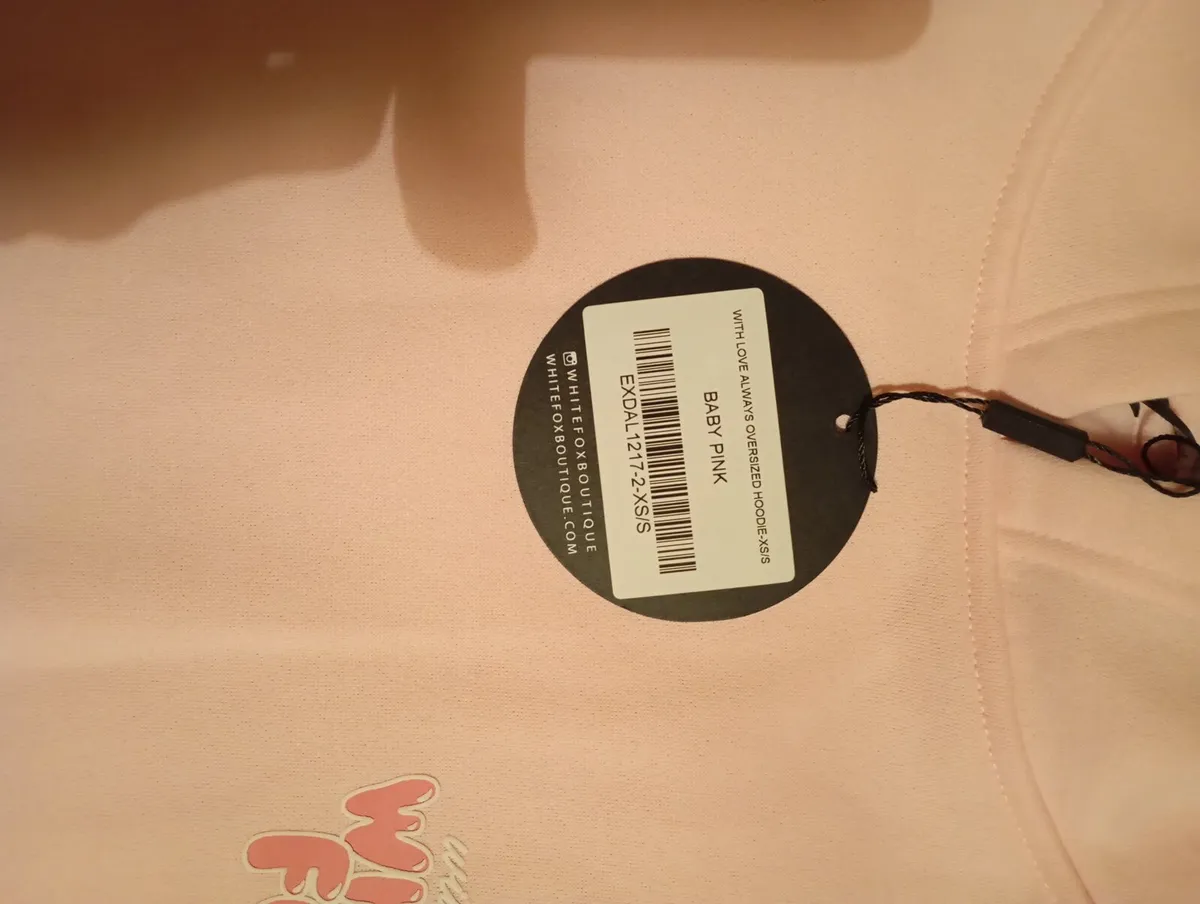 WITH LOVE ALWAYS OVERSIZED HOODIE-XS/S
BABY PINK
EXDAL1217-2-XS/S
WHITEFOXBOUTIQUE
WHITEFOXBOUTIQUE.COM